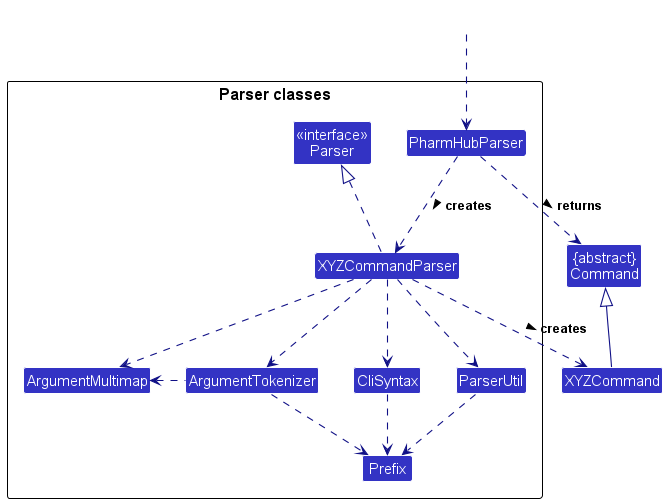 Parser classes
«interface»
Parser
PharmHubParser
creates
returns
XYZCommandParser
{abstract}
Command
creates
ArgumentMultimap
ArgumentTokenizer
CliSyntax
ParserUtil
XYZCommand
Prefix